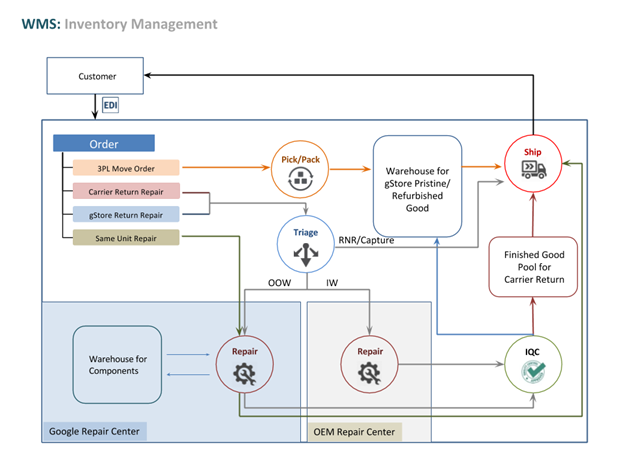 WMS: Inventory Management
Customer
EDI
Order
3PL Move Order
Carrier Return Repair
gStore Return Repair
Same Unit Repair
Pick/Pack
Warehouse for
gStore Pristine/
Refurbished
Good
Ship
Triage
RNR/Capture
Finished Good
Pool for
Carrier Return
OOW
IW
Warehouse for
Components
Repair
Repair
IQC
Google Repair Center
OEM Repair Center